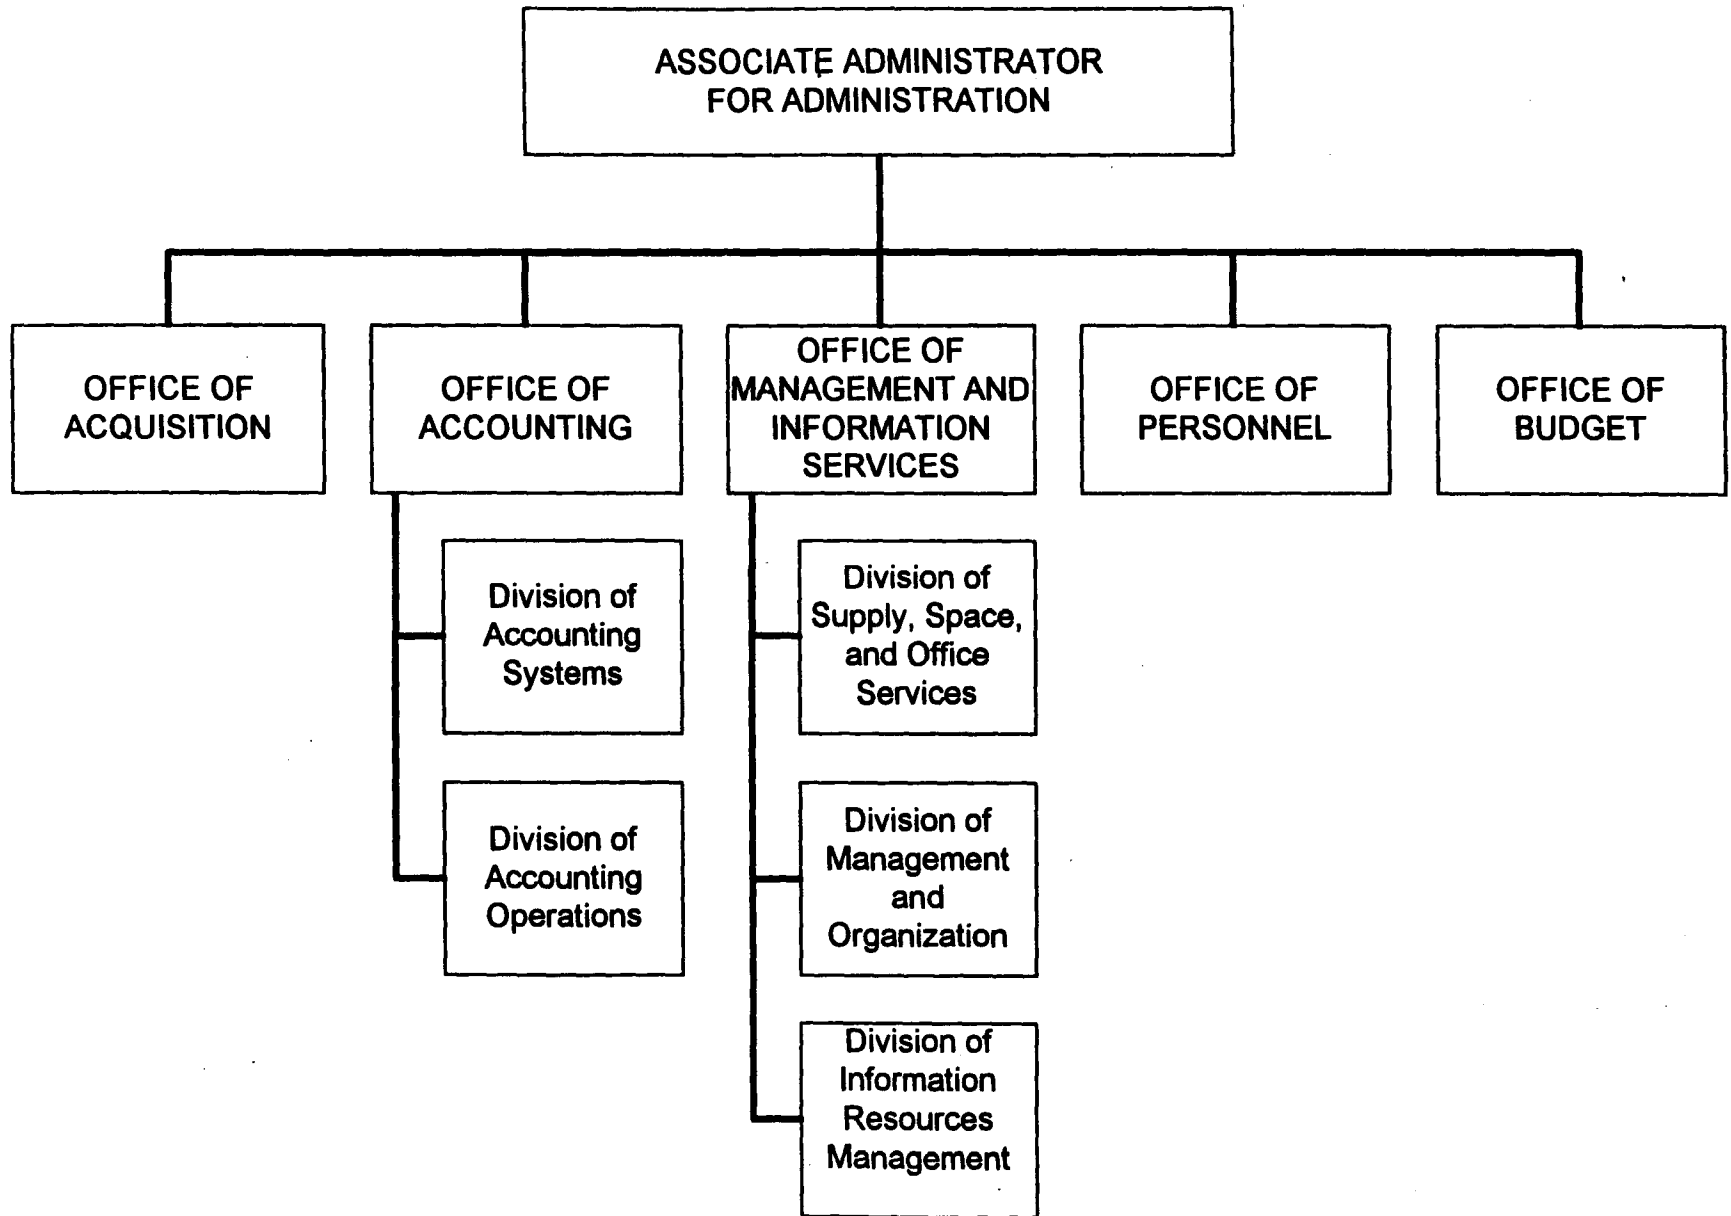 ASSOCIATE ADMINISTRATOR
FOR ADMINISTRATION
OFFICE OF
ACQUISITION
OFFICE OF
ACCOUNTING
OFFICE OF
MANAGEMENT AND
INFORMATION
SERVICES
OFFICE OF
PERSONNEL
OFFICE OF
BUDGET
Division of
Accounting
Systems
Division of
Accounting
Operations
Division of
Supply, Space,
and Office
Services
Division of
Management
and
Organization
Division of
Information
Resources
Management